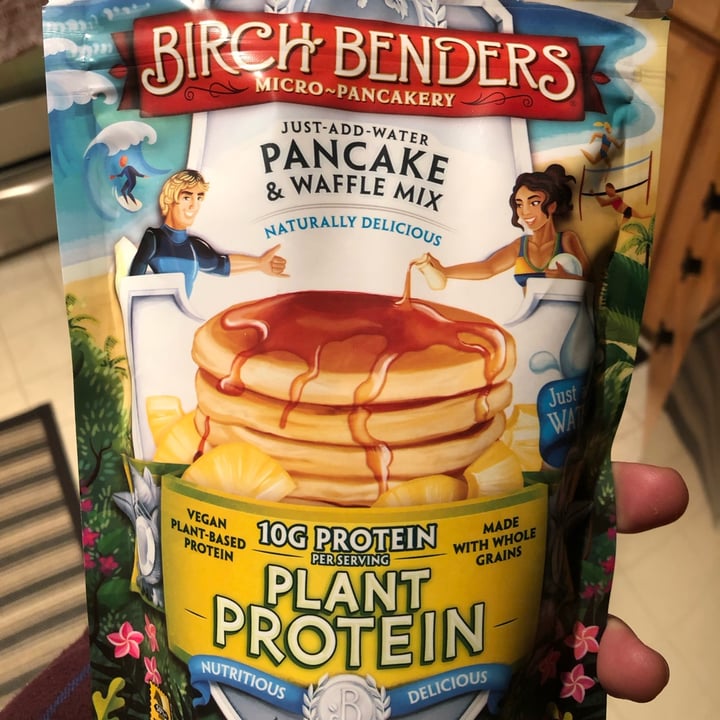 BIRCH BENDERS
MICRO~PANCAKERY
JUST-ADD-WATER
PANCAKE
& WAFFLE MIX
NATURALLY DELICIOUS
Just
VEGAN
PLANT-BASED
PROTEIN
10G PROTEIN
PER SERVING
MADE
WITH WHOLE
GRAINS
PLANT
PROTEIN
NUTRITIOUS
DELICIOUS
B